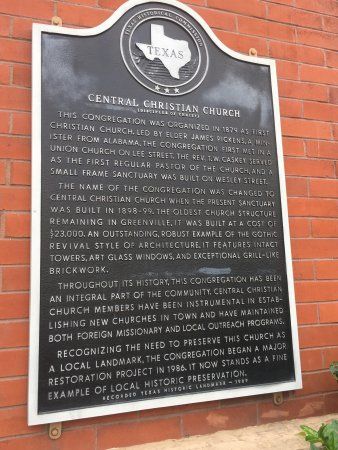 TEXAS HISTORICAL COMMISSION
TEXAS
CENTRAL CHRISTIAN CHURCH
(DISCIPLES OF CHRIST)
THIS CONGREGATION WAS ORGANIZED IN 1879 AS FIRST
CHRISTIAN CHURCH. LED BY ELDER JAMES PICKENS, A MIN-
ISTER FROM ALABAMA, THE CONGREGATION FIRST MET IN A
UNION CHURCH ON LEE STREET. THE REV. T.W. CASKEY SERVED
AS THE FIRST REGULAR PASTOR OF THE CHURCH, AND A
SMALL FRAME SANCTUARY WAS BUILT ON WESLEY STREET.
THE NAME OF THE CONGREGATION WAS CHANGED TO
CENTRAL CHRISTIAN CHURCH WHEN THE PRESENT SANCTUARY
WAS BUILT IN 1898-99. THE OLDEST CHURCH STRUCTURE
REMAINING IN GREENVILLE, IT WAS BUILT AT A COST OF
$23,000. AN OUTSTANDING, ROBUST EXAMPLE OF THE GOTHIC
REVIVAL STYLE OF ARCHITECTURE, IT FEATURES INTACT
TOWERS, ART GLASS WINDOWS, AND EXCEPTIONAL GRILL-LIKE
BRICKWORK.
THROUGHOUT ITS HISTORY, THIS CONGREGATION HAS BEEN
AN INTEGRAL PART OF THE COMMUNITY. CENTRAL CHRISTIAN
CHURCH MEMBERS HAVE BEEN INSTRUMENTAL IN ESTAB-
LISHING NEW CHURCHES IN TOWN AND HAVE MAINTAINED
BOTH FOREIGN MISSIONARY AND LOCAL OUTREACH PROGRAMS.
RECOGNIZING THE NEED TO PRESERVE THIS CHURCH AS
A LOCAL LANDMARK, THE CONGREGATION BEGAN A MAJOR
RESTORATION PROJECT IN 1986. IT NOW STANDS AS A FINE
EXAMPLE OF LOCAL HISTORIC PRESERVATION.
RECORDED TEXAS HISTORIC LANDMARK - 1989